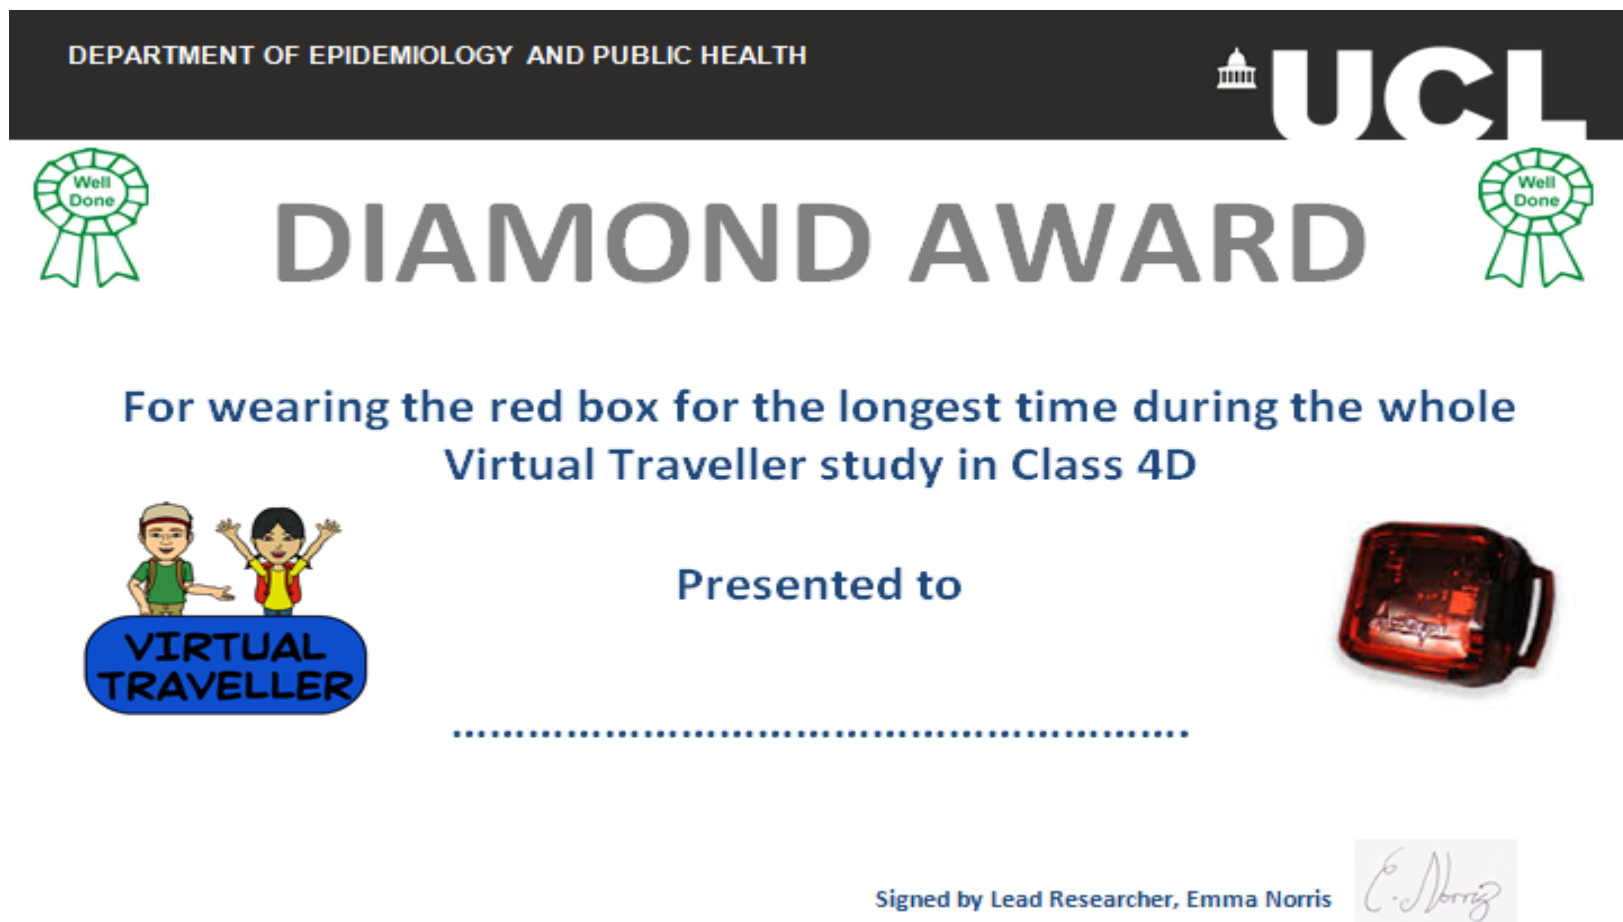 DEPARTMENT OF EPIDEMIOLOGY AND PUBLIC HEALTH
UCL
Well
Done
Well
Done
DIAMOND AWARD
For wearing the red box for the longest time during the whole
Virtual Traveller study in Class 4D
VIRTUAL
TRAVELLER
Presented to
.....................................................
Signed by Lead Researcher, Emma Norris
E. Norris